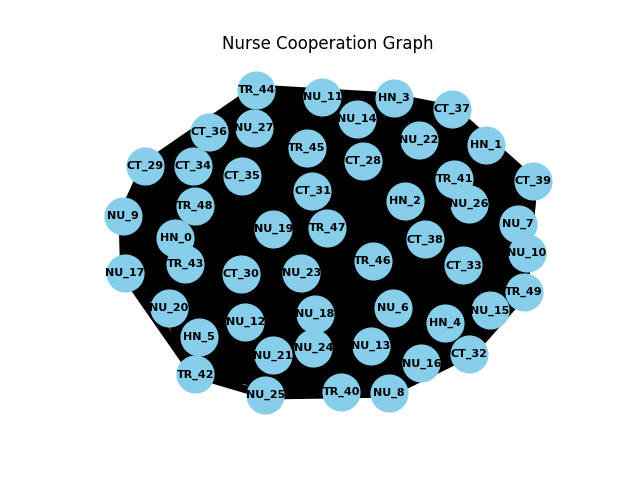 Nurse Cooperation Graph
TR_44
NU_11
HN_3
CT_37
NU_14
NU_27
CT_36
NU_22
HN_1
TR_45
CT_28
CT_29
CT_34
CT_35
TR_41
CT_39
CT_31
HN_2
NU_26
TR_48
NU_9
NU_7
NU_19
TR_47
HN_0
CT_38
NU_10
TR_46
TR_43
CT_33
NU_17
CT_30
NU_23
TR_49
NU_20
NU_6
NU_15
NU_18
NU_12
HN_4
HN_5
NU_13
NU_24
NU_21
CT_32
NU_16
TR_42
TR_40
NU_8
NU_25